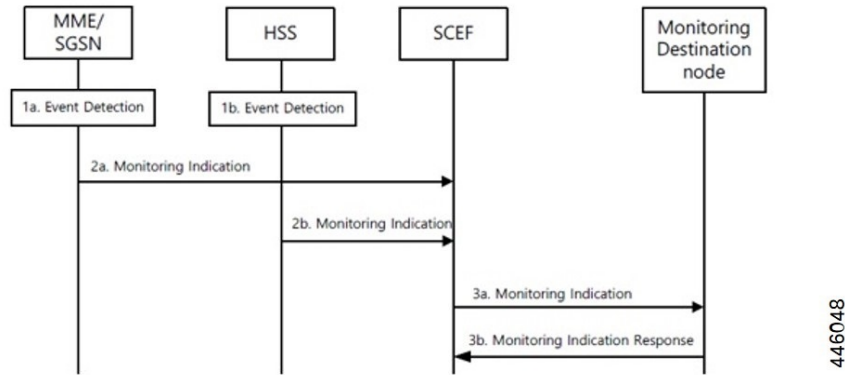 MME/
SGSN
HSS
SCEF
Monitoring
Destination
node
1a. Event Detection
1b. Event Detection
2a. Monitoring Indication
2b. Monitoring Indication
3a. Monitoring Indication
3b. Monitoring Indication Response
446048